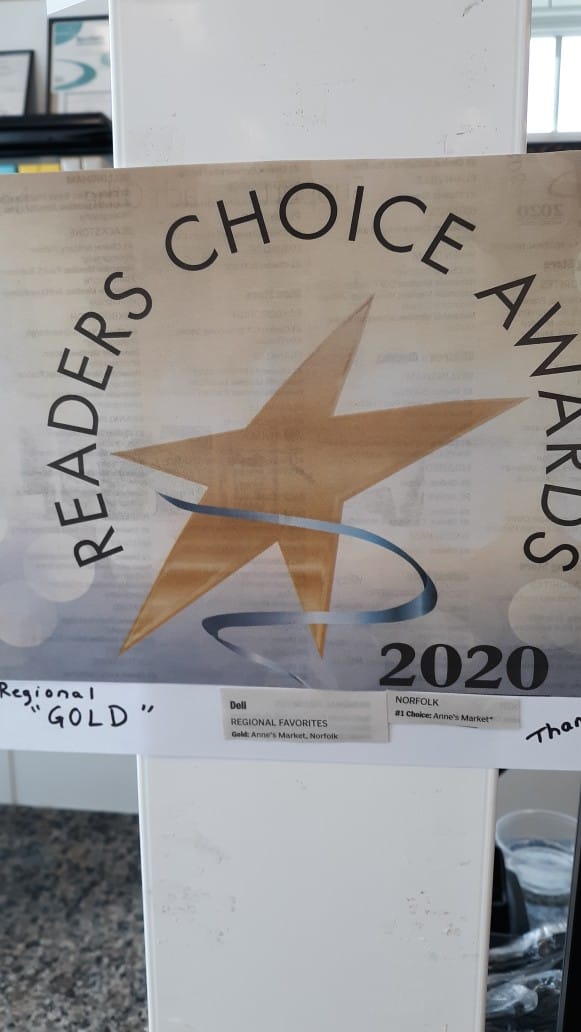 READERS CHOICE AWARDS
2020
Regional
"GOLD"
Deli
REGIONAL FAVORITES
Gold: Anne's Market, Norfolk
NORFOLK
#1 Choice: Anne's Market*